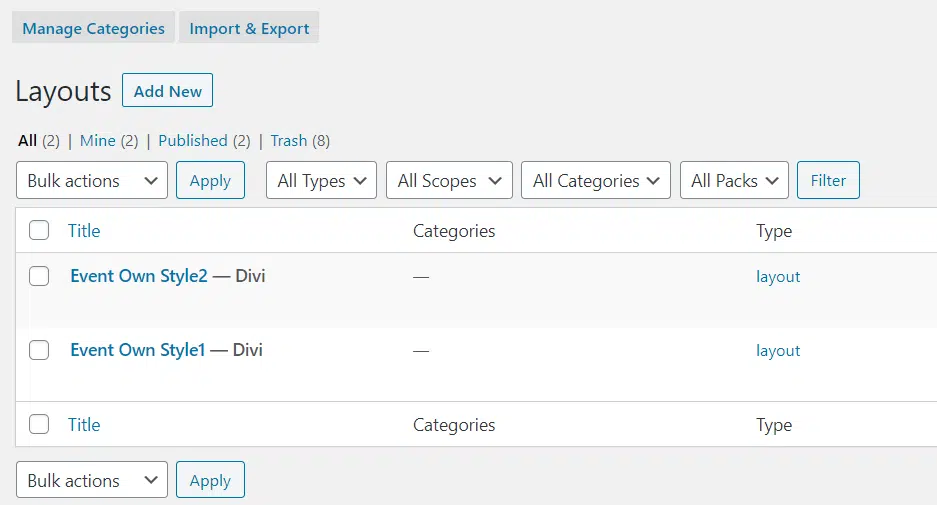 Manage Categories Import & Export
Layouts Add New
All (2) | Mine (2) | Published (2) | Trash (8)
Bulk actions Apply All Types All Scopes All Categories All Packs Filter
Title Categories Type
Event Own Style2 — Divi — layout
Event Own Style1 — Divi — layout
Title Categories Type
Bulk actions Apply